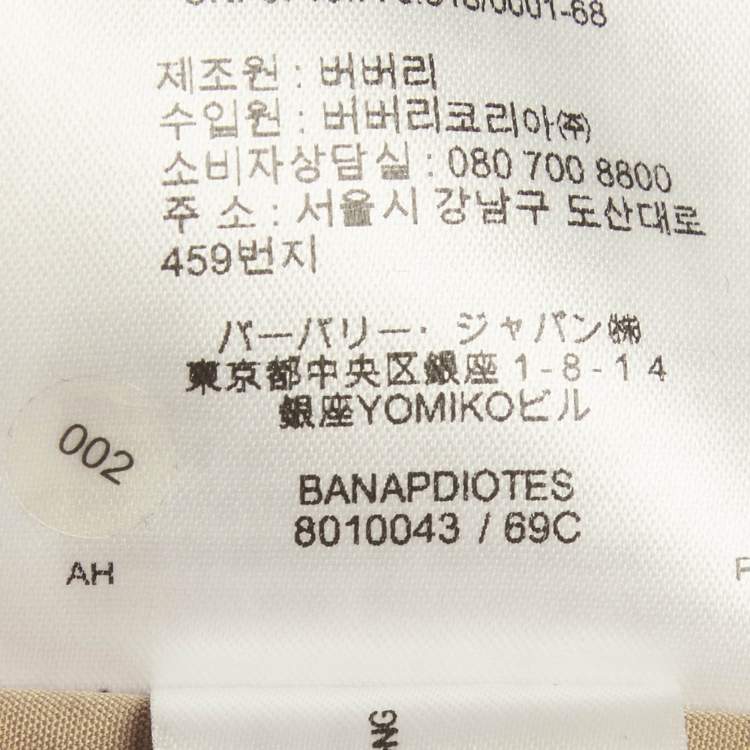 제조원 : 버버리
수입원 : 버버리코리아㈜
소비자상담실 : 080 700 8800
주 소 : 서울시 강남구 도산대로
459번지
バーバリー・ジャパン㈱
東京都中央区銀座 1 - 8 - 1 4
銀座YOMIKOビル
002
BANAPDIOTES
8010043 / 69C
AH